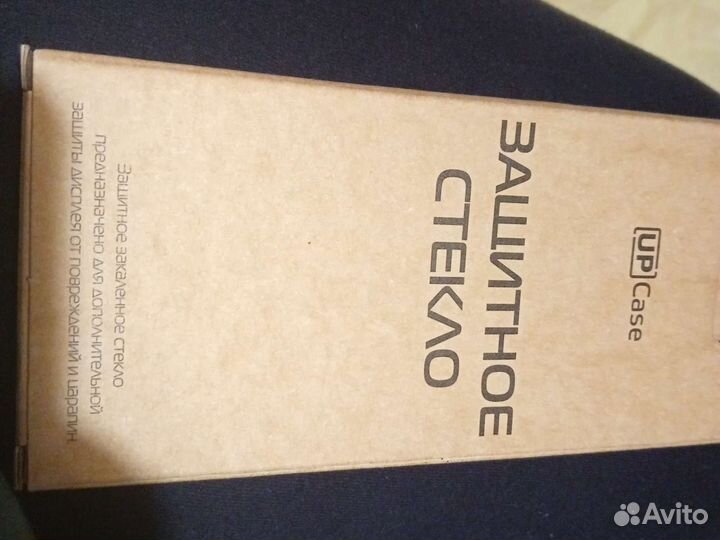 UP Case
ЗАЩИТНОЕ
СТЕКЛО
Защитное закаленное стекло
предназначено для дополнительной
защиты дисплея от повреждений и царапин.
Avito